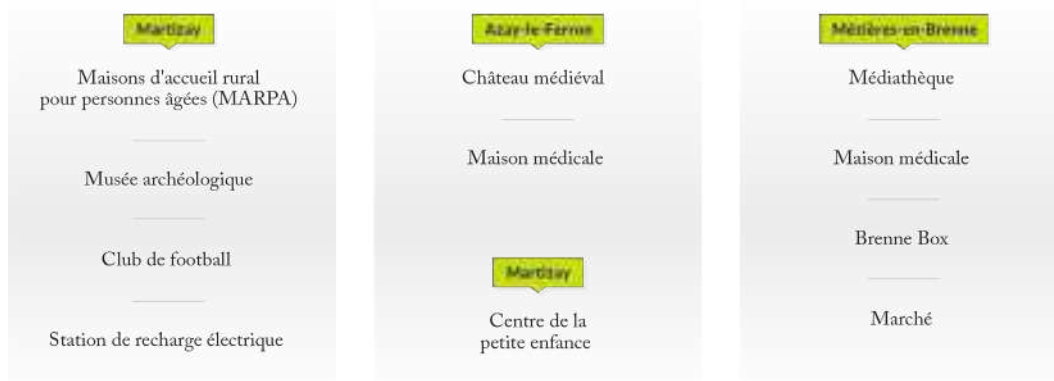 Martizay
Maisons d'accueil rural
pour personnes âgées (MARPA)
Musée archéologique
Club de football
Station de recharge électrique
Azay-le-Ferron
Château médiéval
Maison médicale
Martizay
Centre de la
petite enfance
Mézières-en-Brenne
Médiathèque
Maison médicale
Brenne Box
Marché